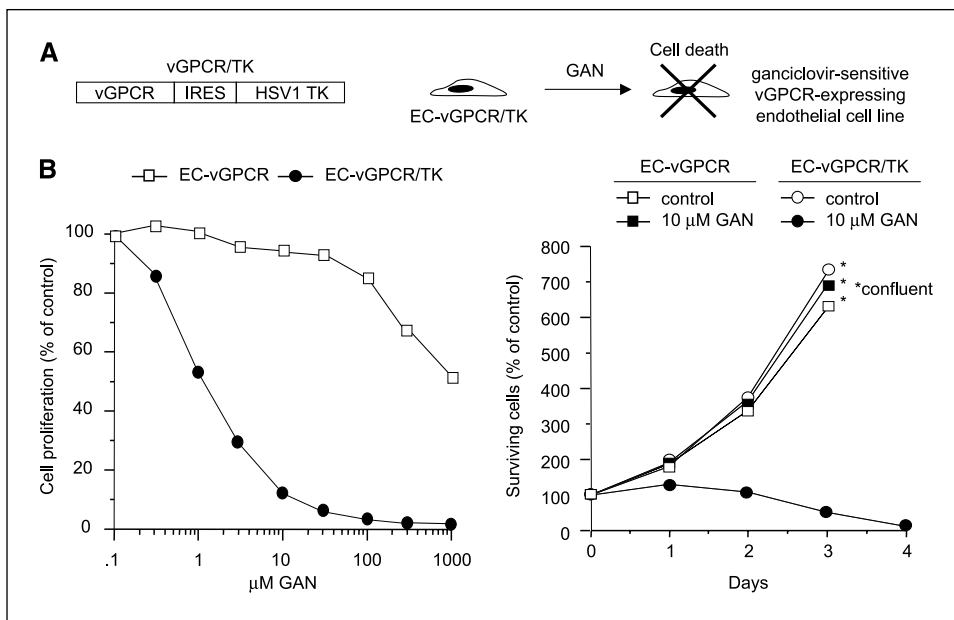 A
vGPCR/TK
vGPCR IRES HSV1 TK
EC-vGPCR/TK
GAN
Cell death
ganciclovir-sensitive
vGPCR-expressing
endothelial cell line
B
EC-vGPCR EC-vGPCR/TK
Cell proliferation (% of control)
100
80
60
40
20
0
.1 1 10 100 1000
μM GAN
EC-vGPCR EC-vGPCR/TK
control control
10 μM GAN 10 μM GAN
Surviving cells (% of control)
800
700
600
500
400
300
200
100
0
*
*
*
*confluent
0 1 2 3 4
Days